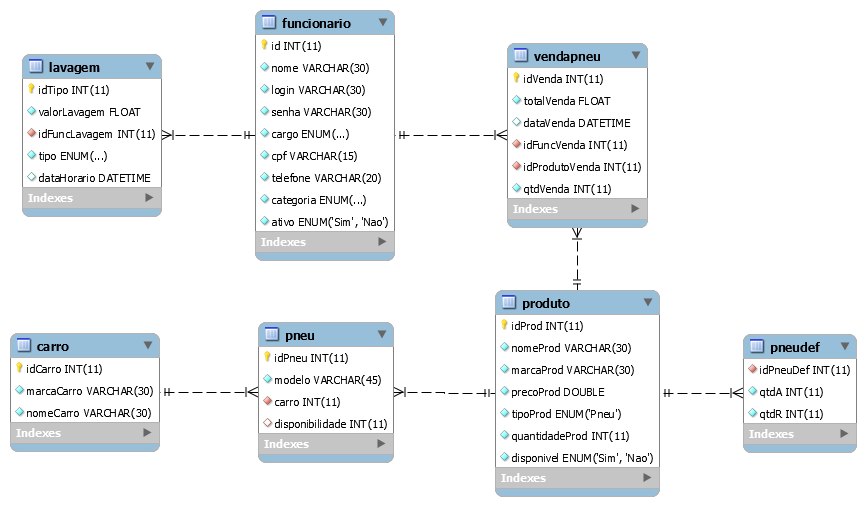 funcionario
id INT(11)
nome VARCHAR(30)
login VARCHAR(30)
senha VARCHAR(30)
cargo ENUM(...)
cpf VARCHAR(15)
telefone VARCHAR(20)
categoria ENUM(...)
ativo ENUM('Sim', 'Nao')
Indexes
lavagem
idTipo INT(11)
valorLavagem FLOAT
idFuncLavagem INT(11)
tipo ENUM(...)
dataHorario DATETIME
Indexes
vendapneu
idVenda INT(11)
totalVenda FLOAT
dataVenda DATETIME
idFuncVenda INT(11)
idProdutoVenda INT(11)
qtdVenda INT(11)
Indexes
carro
idCarro INT(11)
marcaCarro VARCHAR(30)
nomeCarro VARCHAR(30)
Indexes
pneu
idPneu INT(11)
modelo VARCHAR(45)
carro INT(11)
disponibilidade INT(11)
Indexes
produto
idProd INT(11)
nomeProd VARCHAR(30)
marcaProd VARCHAR(30)
precoProd DOUBLE
tipoProd ENUM('Pneu')
quantidadeProd INT(11)
disponivel ENUM('Sim', 'Nao')
Indexes
pneudef
idPneuDef INT(11)
qtdA INT(11)
qtdR INT(11)
Indexes